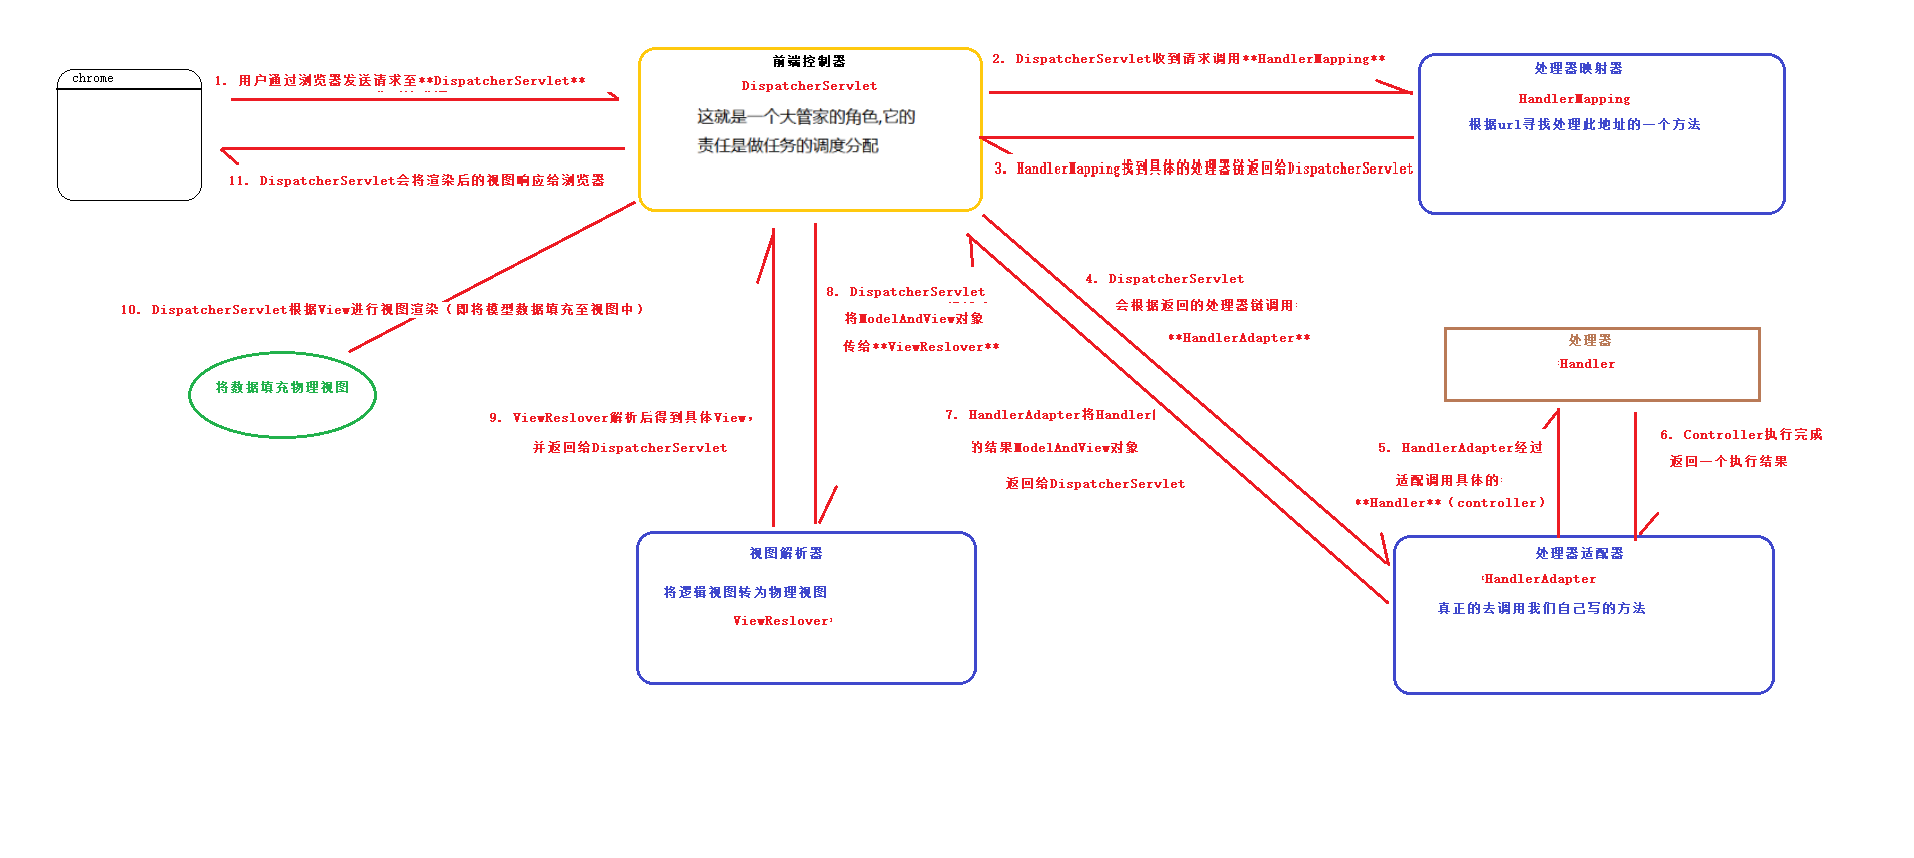 chrome
1. 用户通过浏览器发送请求至**DispatcherServlet**
11. DispatcherServlet会将渲染后的视图响应给浏览器
前端控制器
DispatcherServlet
这就是一个大管家的角色,它的
责任是做任务的调度分配
2. DispatcherServlet收到请求调用**HandlerMapping**
3. HandlerMapping找到具体的处理器链返回给DispatcherServlet
处理器映射器
HandlerMapping
根据url寻找处理此地址的一个方法
10. DispatcherServlet根据View进行视图渲染（即将模型数据填充至视图中）
将数据填充物理视图
8. DispatcherServlet
将ModelAndView对象
传给**ViewReslover**
4. DispatcherServlet
会根据返回的处理器链调用
**HandlerAdapter**
处理器
Handler
9. ViewReslover解析后得到具体View，
并返回给DispatcherServlet
7. HandlerAdapter将Handler
的结果ModelAndView对象
返回给DispatcherServlet
5. HandlerAdapter经过
适配调用具体的
**Handler**（controller）
6. Controller执行完成
返回一个执行结果
视图解析器
将逻辑视图转为物理视图
ViewReslover
处理器适配器
HandlerAdapter
真正的去调用我们自己写的方法